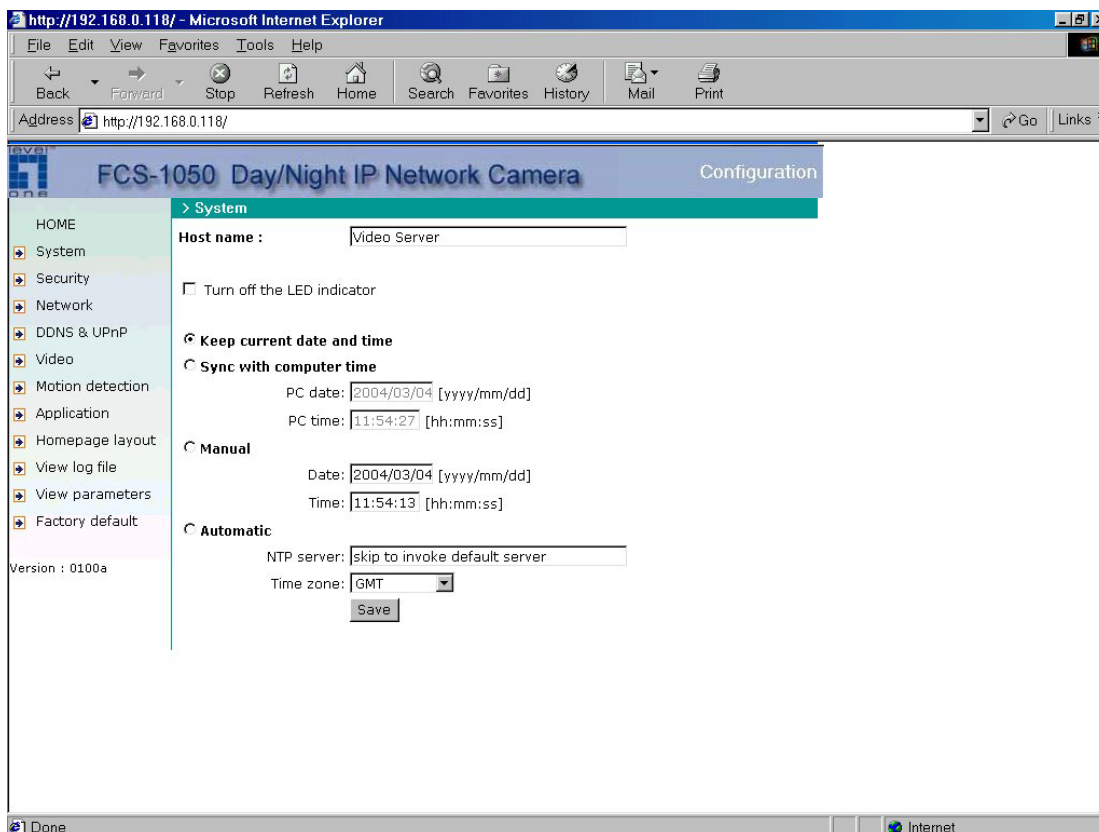 http://192.168.0.118/ - Microsoft Internet Explorer
File Edit View Favorites Tools Help
Back Forward Stop Refresh Home Search Favorites History Mail Print
Address http://192.168.0.118/ Go Links
level one
FCS-1050 Day/Night IP Network Camera Configuration
HOME
System
Security
Network
DDNS & UPnP
Video
Motion detection
Application
Homepage layout
View log file
View parameters
Factory default
Version : 0100a
> System
Host name : Video Server
Turn off the LED indicator
Keep current date and time
Sync with computer time
PC date: 2004/03/04 [yyyy/mm/dd]
PC time: 11:54:27 [hh:mm:ss]
Manual
Date: 2004/03/04 [yyyy/mm/dd]
Time: 11:54:13 [hh:mm:ss]
Automatic
NTP server: skip to invoke default server
Time zone: GMT
Save
Done Internet